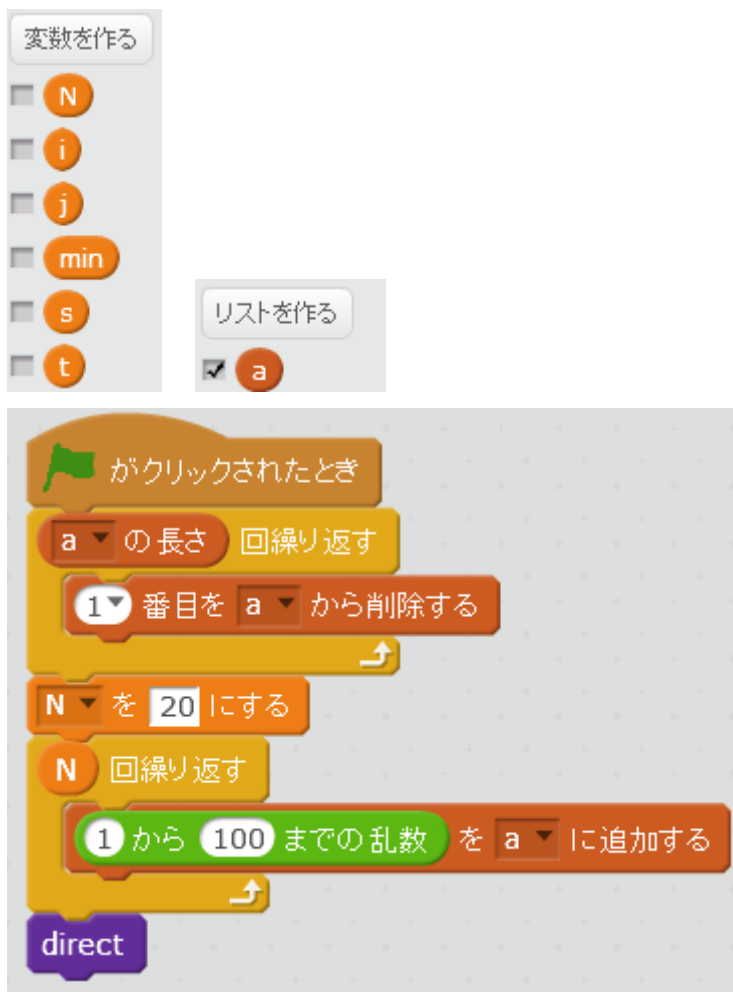 変数を作る
N
i
j
min
s
t
リストを作る
a
がクリックされたとき
a の長さ 回繰り返す
1 番目を a から削除する
N を 20 にする
N 回繰り返す
1 から 100 までの乱数 を a に追加する
direct